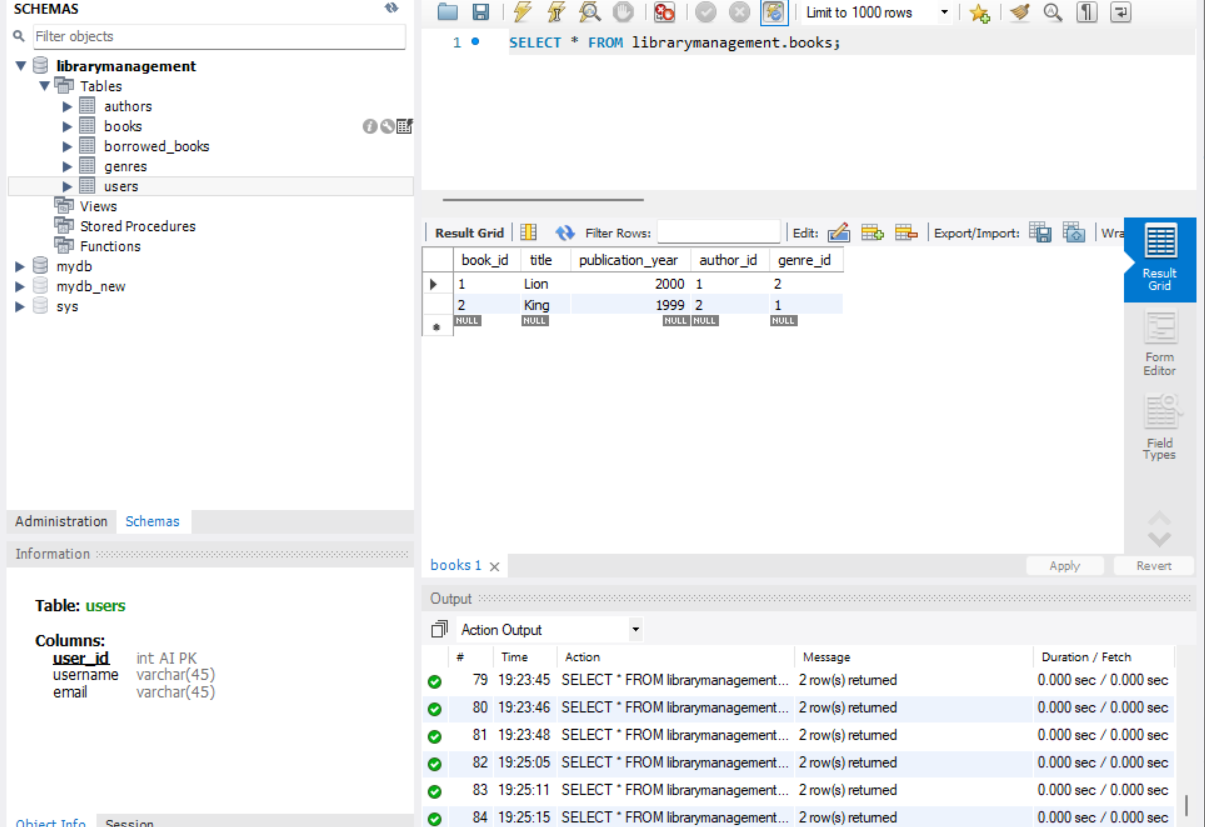 SCHEMAS
Filter objects
librarymanagement
Tables
authors
books
borrowed_books
genres
users
Views
Stored Procedures
Functions
mydb
mydb_new
sys
Administration Schemas
Information
Table: users
Columns:
user_id int AI PK
username varchar(45)
email varchar(45)
Object Info Session
Limit to 1000 rows
1 SELECT * FROM librarymanagement.books;
Result Grid Filter Rows: Edit: Export/Import: Wra
book_id title publication_year author_id genre_id
1 Lion 2000 1 2
2 King 1999 2 1
NULL NULL NULL NULL NULL
Result Grid
Form Editor
Field Types
books 1 Apply Revert
Output
Action Output
# Time Action Message Duration / Fetch
79 19:23:45 SELECT * FROM librarymanagement... 2 row(s) returned 0.000 sec / 0.000 sec
80 19:23:46 SELECT * FROM librarymanagement... 2 row(s) returned 0.000 sec / 0.000 sec
81 19:23:48 SELECT * FROM librarymanagement... 2 row(s) returned 0.000 sec / 0.000 sec
82 19:25:05 SELECT * FROM librarymanagement... 2 row(s) returned 0.000 sec / 0.000 sec
83 19:25:11 SELECT * FROM librarymanagement... 2 row(s) returned 0.000 sec / 0.000 sec
84 19:25:15 SELECT * FROM librarymanagement... 2 row(s) returned 0.000 sec / 0.000 sec